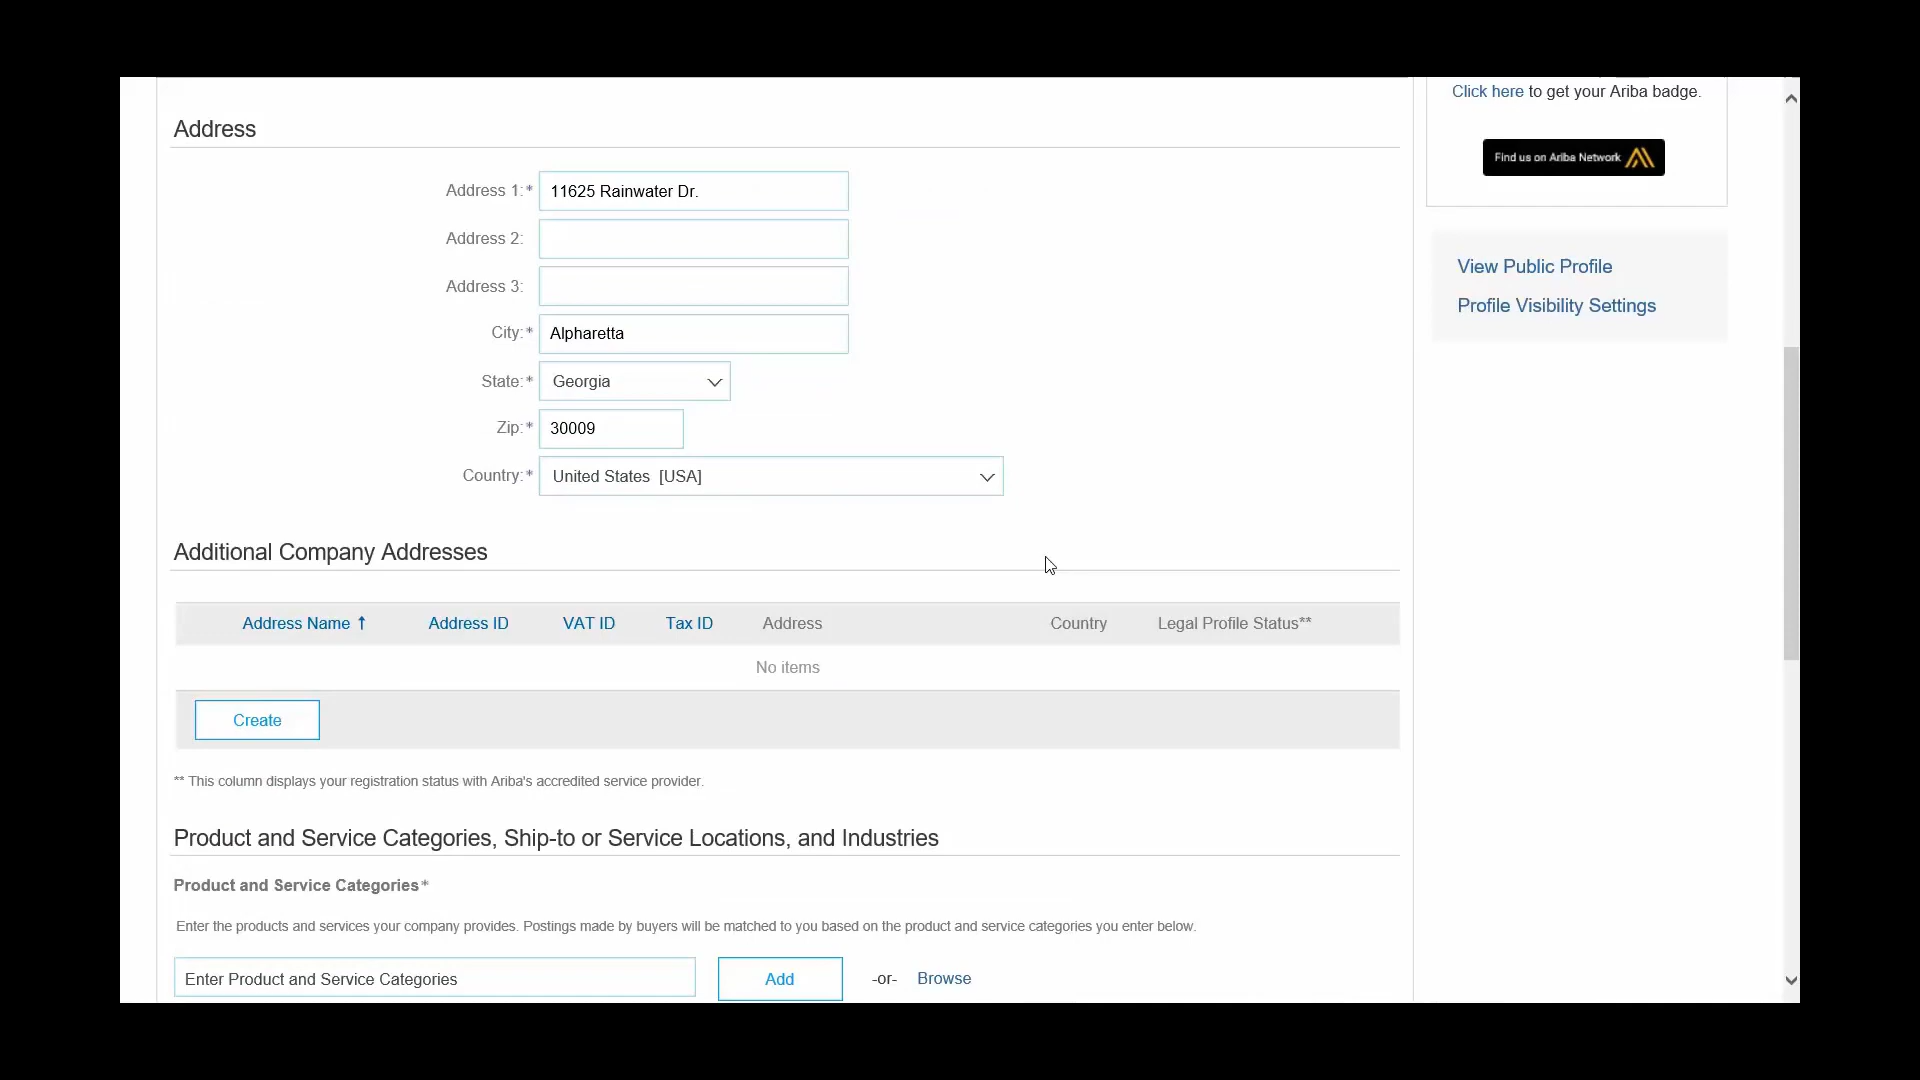 Click here to get your Ariba badge.
Find us on Ariba Network
View Public Profile
Profile Visibility Settings
Address
Address 1:* 11625 Rainwater Dr.
Address 2:
Address 3:
City:* Alpharetta
State:* Georgia
Zip:* 30009
Country:* United States [USA]
Additional Company Addresses
Address Name ↑ Address ID VAT ID Tax ID Address Country Legal Profile Status**
No items
Create
** This column displays your registration status with Ariba's accredited service provider.
Product and Service Categories, Ship-to or Service Locations, and Industries
Product and Service Categories*
Enter the products and services your company provides. Postings made by buyers will be matched to you based on the product and service categories you enter below.
Enter Product and Service Categories Add -or- Browse